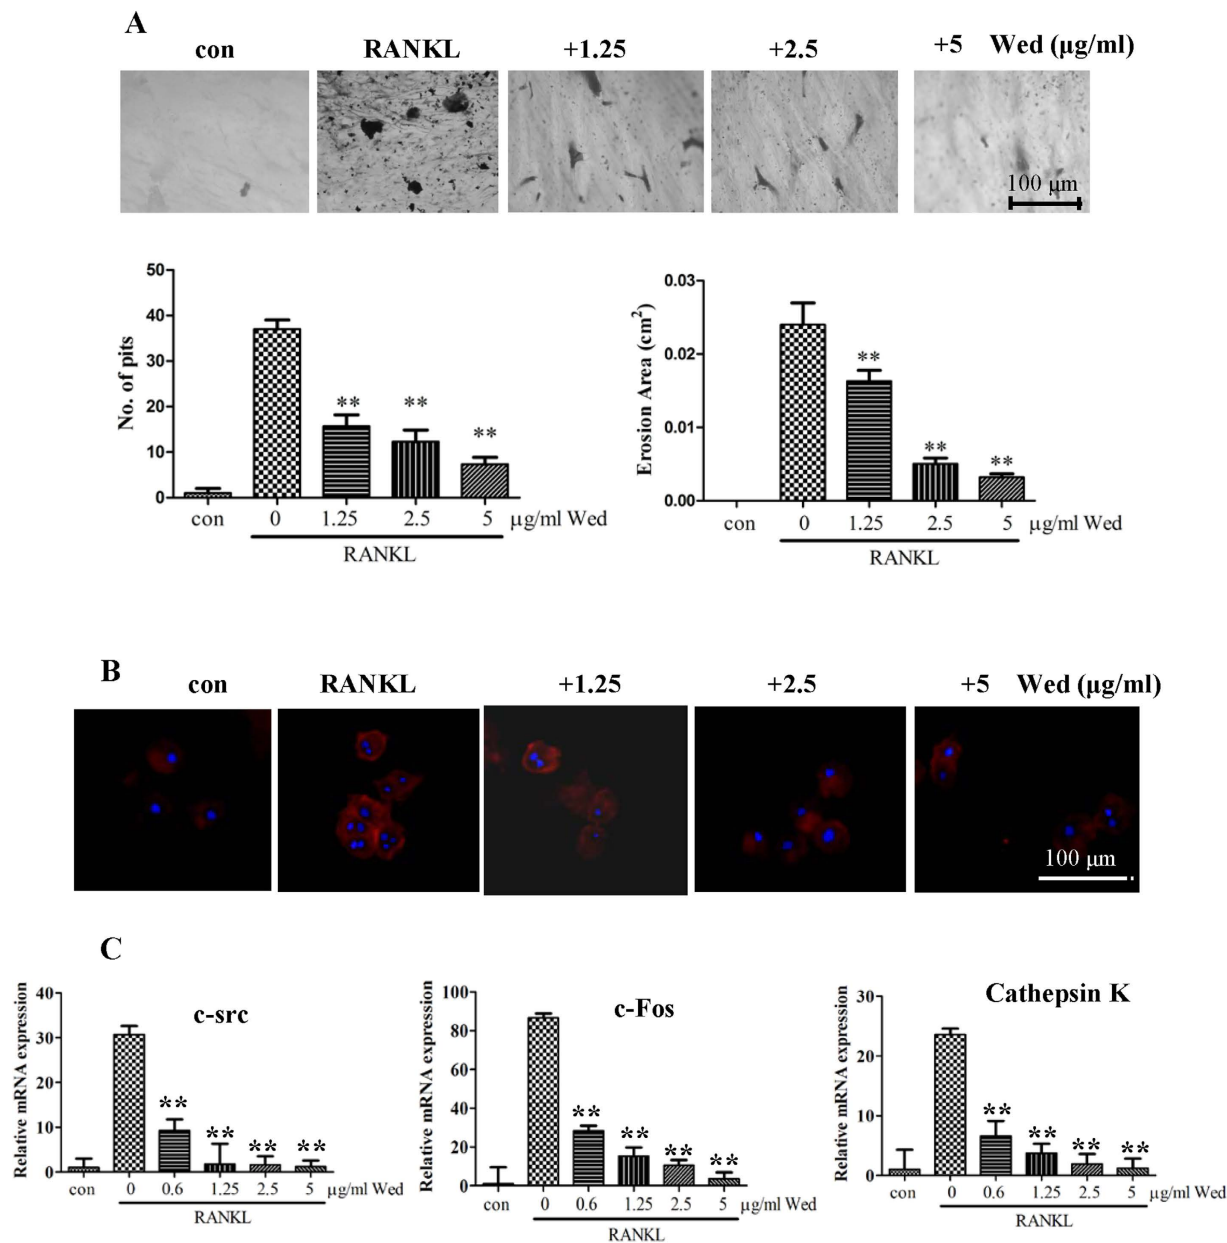 A
con RANKL +1.25 +2.5 +5 Wed (μg/ml)
100 μm
No. of pits
50
40
30
20
10
0
con 0 1.25 2.5 5 μg/ml Wed
RANKL
** ** **
Erosion Area (cm²)
0.03
0.02
0.01
0.00
con 0 1.25 2.5 5 μg/ml Wed
RANKL
** ** **
B
con RANKL +1.25 +2.5 +5 Wed (μg/ml)
100 μm
C
c-src
Relative mRNA expression
40
30
20
10
0
** ** ** **
con 0 0.6 1.25 2.5 5 μg/ml Wed
RANKL
c-Fos
Relative mRNA expression
100
80
60
40
20
0
** ** ** **
con 0 0.6 1.25 2.5 5 μg/ml Wed
RANKL
Cathepsin K
Relative mRNA expression
30
20
10
0
** ** ** **
con 0 0.6 1.25 2.5 5 μg/ml Wed
RANKL